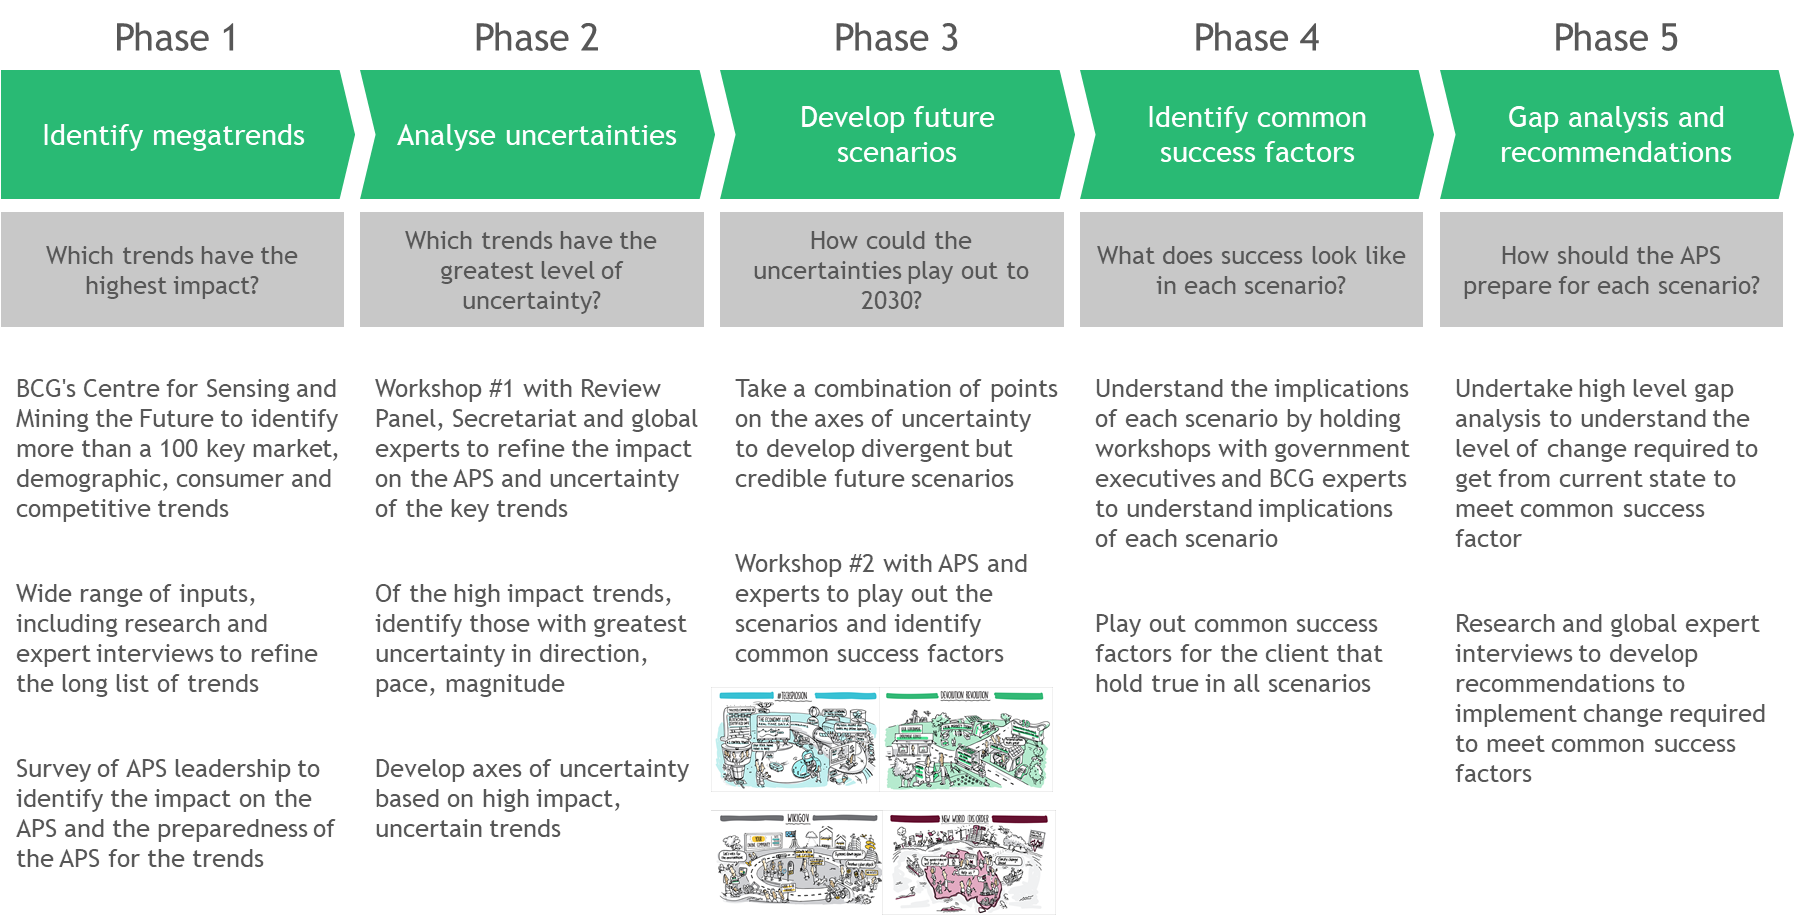 Phase 1
Phase 2
Phase 3
Phase 4
Phase 5
Identify megatrends
Analyse uncertainties
Develop future
scenarios
Identify common
success factors
Gap analysis and
recommendations
Which trends have the
highest impact?
Which trends have the
greatest level of
uncertainty?
How could the
uncertainties play out to
2030?
What does success look like
in each scenario?
How should the APS
prepare for each scenario?
BCG's Centre for Sensing and
Mining the Future to identify
more than a 100 key market,
demographic, consumer and
competitive trends
Wide range of inputs,
including research and
expert interviews to refine
the long list of trends
Survey of APS leadership to
identify the impact on the
APS and the preparedness of
the APS for the trends
Workshop #1 with Review
Panel, Secretariat and global
experts to refine the impact
on the APS and uncertainty
of the key trends
Of the high impact trends,
identify those with greatest
uncertainty in direction,
pace, magnitude
Develop axes of uncertainty
based on high impact,
uncertain trends
Take a combination of points
on the axes of uncertainty
to develop divergent but
credible future scenarios
Workshop #2 with APS and
experts to play out the
scenarios and identify
common success factors
#TECHSPLOSION
THE ECONOMY LIVE
REAL TIME DATA
DEVOLUTION REVOLUTION
WIKIGOV
NEW WORLD (DIS)ORDER
Understand the implications
of each scenario by holding
workshops with government
executives and BCG experts
to understand implications
of each scenario
Play out common success
factors for the client that
hold true in all scenarios
Undertake high level gap
analysis to understand the
level of change required to
get from current state to
meet common success
factor
Research and global expert
interviews to develop
recommendations to
implement change required
to meet common success
factors